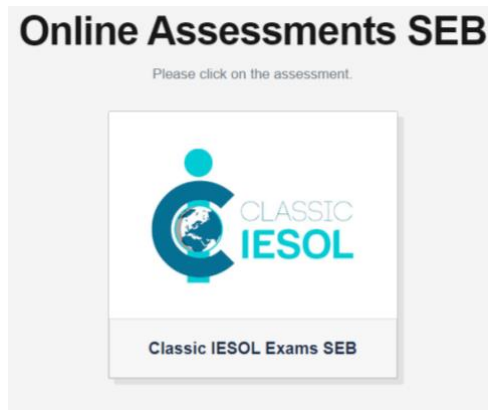 Online Assessments SEB
Please click on the assessment.
CLASSIC
IESOL
Classic IESOL Exams SEB